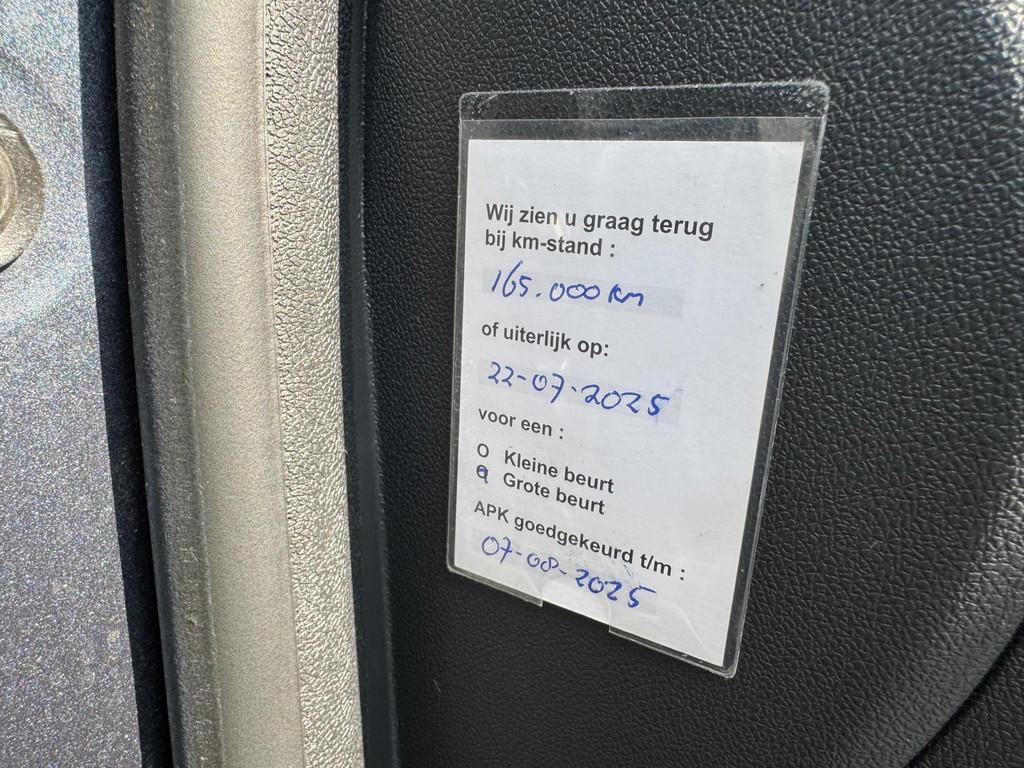 Wij zien u graag terug
bij km-stand :
165.000 km
of uiterlijk op:
22-07-2025
voor een :
O Kleine beurt
O Grote beurt
APK goedgekeurd t/m :
07-08-2025